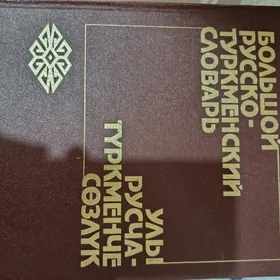 БОЛЬШОЙ
РУССКО-
ТУРКМЕНСКИЙ
СЛОВАРЬ
УЛЫ
РУСЧА-
ТҮРКМЕНЧЕ
СӨЗЛҮК